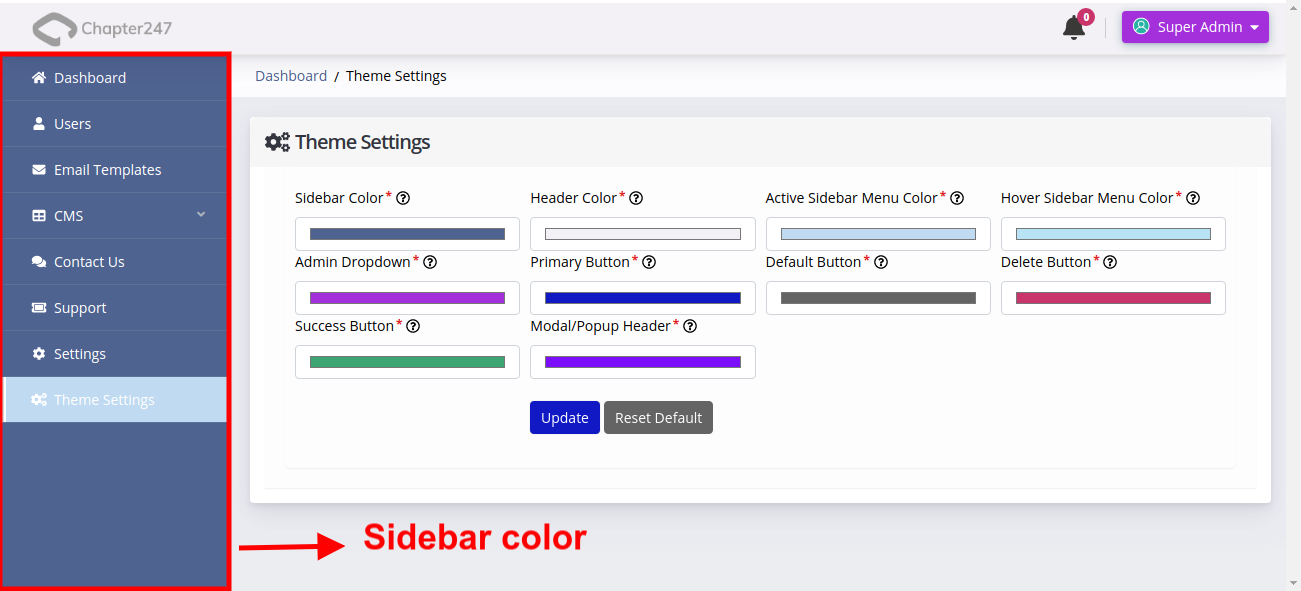 Chapter247
0
Super Admin
Dashboard
Users
Email Templates
CMS
Contact Us
Support
Settings
Theme Settings
Dashboard / Theme Settings
Theme Settings
Sidebar Color * Header Color * Active Sidebar Menu Color * Hover Sidebar Menu Color *
Admin Dropdown * Primary Button * Default Button * Delete Button *
Success Button * Modal/Popup Header *
Update Reset Default
Sidebar color